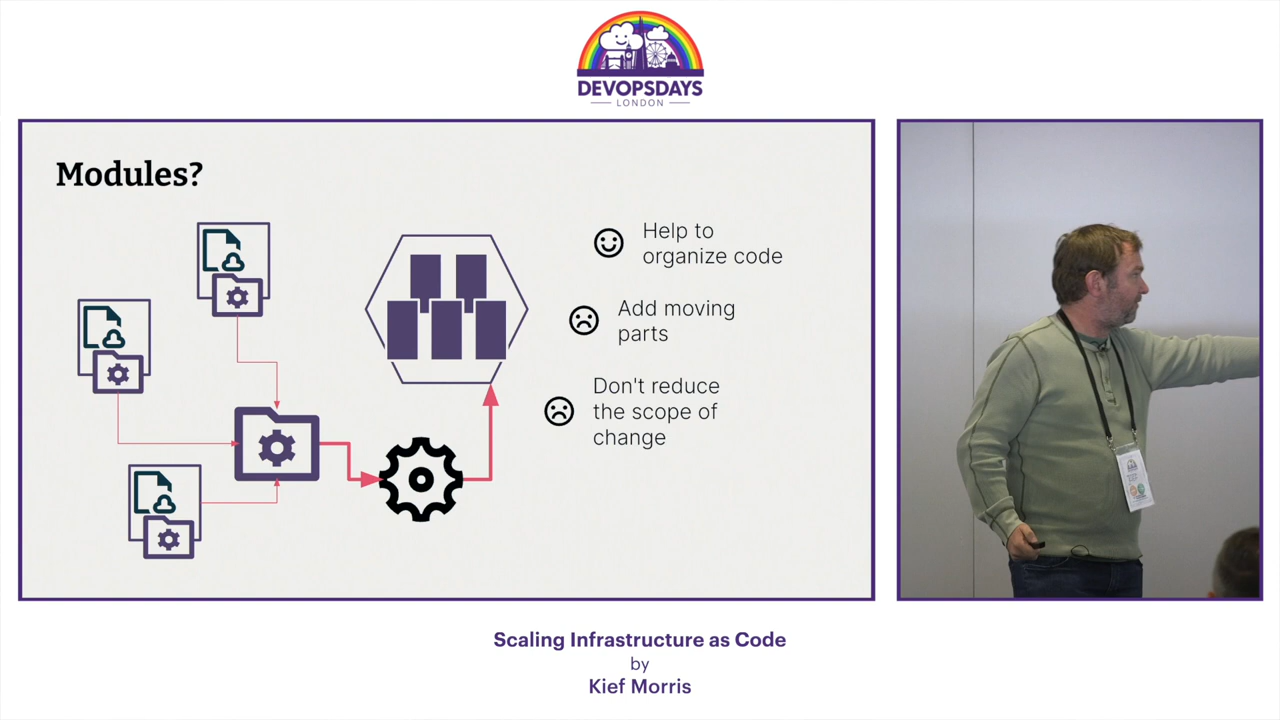 DEVOPSDAYS
LONDON
Modules?
Help to
organize code
Add moving
parts
Don't reduce
the scope of
change
Scaling Infrastructure as Code
by
Kief Morris